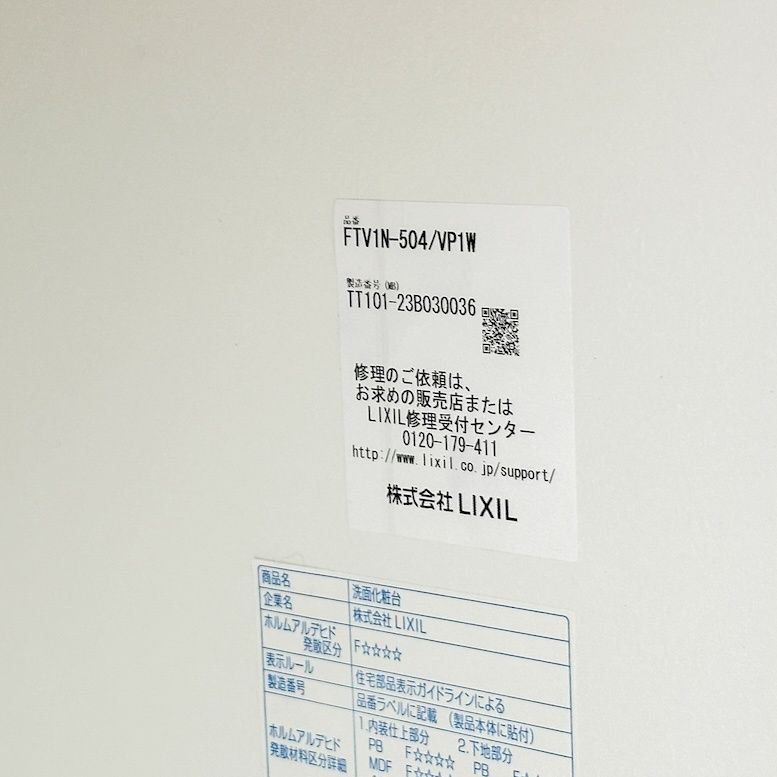 品番
FTV1N-504/VP1W
製造番号 (MB)
TT101-23B030036
修理のご依頼は、
お求めの販売店または
LIXIL修理受付センター
0120-179-411
http://www.lixil.co.jp/support/
株式会社 LIXIL
商品名 洗面化粧台
企業名 株式会社 LIXIL
ホルムアルデヒド
発散区分 F☆☆☆☆
表示ルール 住宅部品表示ガイドラインによる
製造番号 品番ラベルに記載 (製品本体に貼付)
1.内装仕上部分 2.下地部分
ホルムアルデヒド PB F☆☆☆☆ PB
発散材料区分詳細 MDF